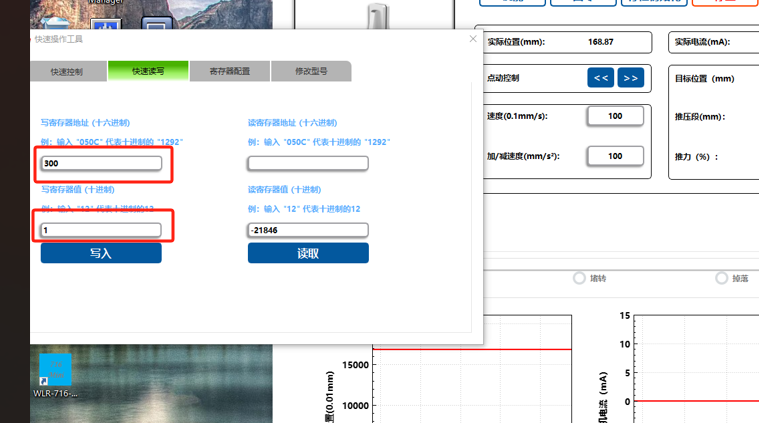 Manager
快速操作工具
快速控制
快速读写
寄存器配置
修改型号
写寄存器地址 (十六进制)
例：输入 "050C" 代表十进制的 "1292"
300
写寄存器值 (十进制)
例：输入 "12" 代表十进制的12
1
写入
读寄存器地址 (十六进制)
例：输入 "050C" 代表十进制的 "1292"
读寄存器值 (十进制)
例：输入 "12" 代表十进制的12
-21846
读取
实际位置(mm):
168.87
实际电流(mA):
点动控制
<<
>>
速度(0.1mm/s):
100
加/减速度(mm/s²):
100
目标位置 (mm)
推压段(mm):
推力 (%) :
堵转
掉落
WLR-716-...
15000
10000
置(0.01mm)
15
10
5
0
机电流 (mA)